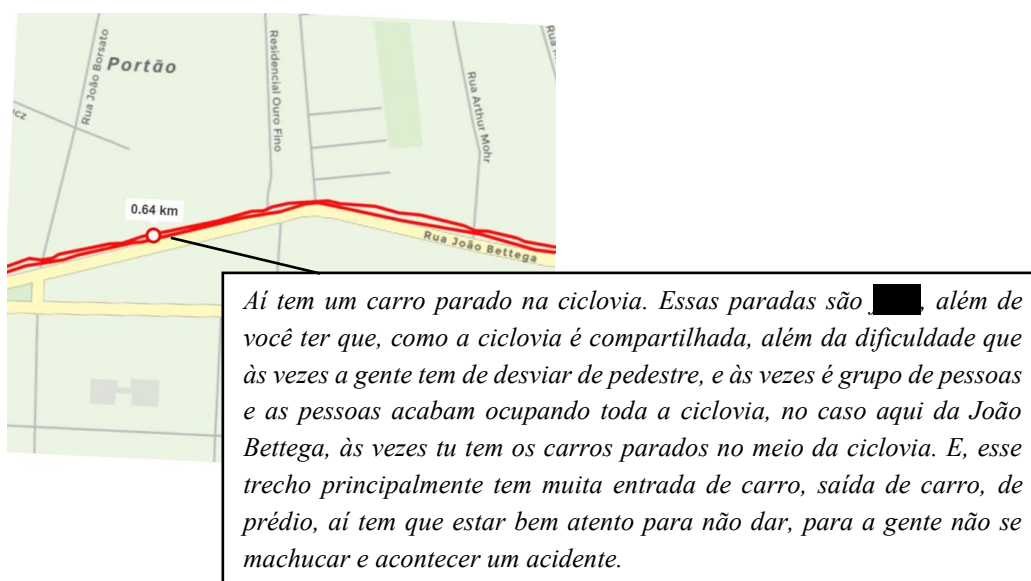 Rua João Borsato
Portão
Residencial Ouro Fino
Rua Arthur Mohr
0.64 km
Rua João Bettega
Aí tem um carro parado na ciclovia. Essas paradas são , além de
você ter que, como a ciclovia é compartilhada, além da dificuldade que
às vezes a gente tem de desviar de pedestre, e às vezes é grupo de pessoas
e as pessoas acabam ocupando toda a ciclovia, no caso aqui da João
Bettega, às vezes tu tem os carros parados no meio da ciclovia. E, esse
trecho principalmente tem muita entrada de carro, saída de carro, de
prédio, aí tem que estar bem atento para não dar, para a gente não se
machucar e acontecer um acidente.